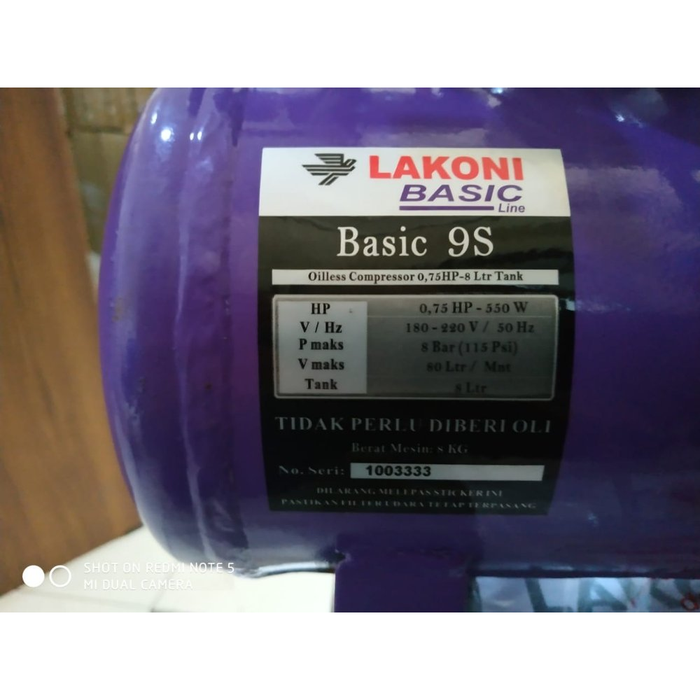 LAKONI
BASIC
Line
Basic 9S
Oilless Compressor 0,75HP-8 Ltr Tank
HP 0,75 HP - 550 W
V / Hz 180 - 220 V / 50 Hz
P maks 8 Bar (115 Psi)
V maks 80 Ltr / Mnt
Tank 8 Ltr
TIDAK PERLU DIBERI OLI
Berat Mesin: 8 KG
No. Seri: 1003333
DILARANG MELEPAS STICKER INI
PASTIKAN FILTER UDARA TETAP TERPASANG
SHOT ON REDMI NOTE 5
MI DUAL CAMERA